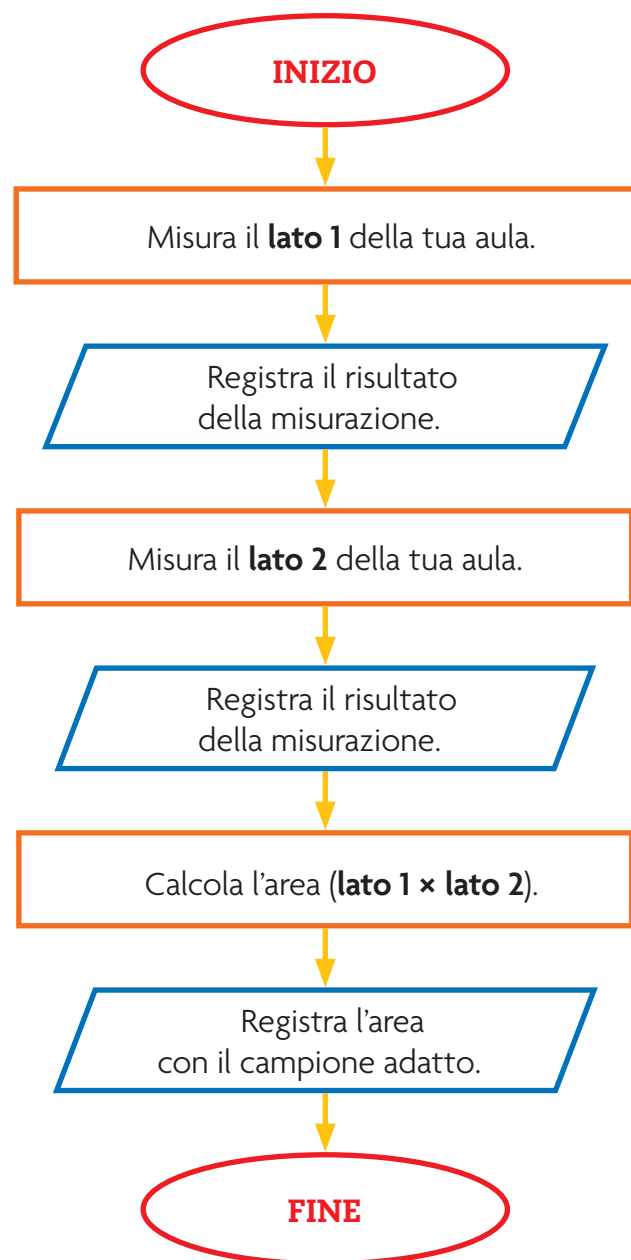 INIZIO
Misura il lato 1 della tua aula.
Registra il risultato
della misurazione.
Misura il lato 2 della tua aula.
Registra il risultato
della misurazione.
Calcola l’area (lato 1 × lato 2).
Registra l’area
con il campione adatto.
FINE